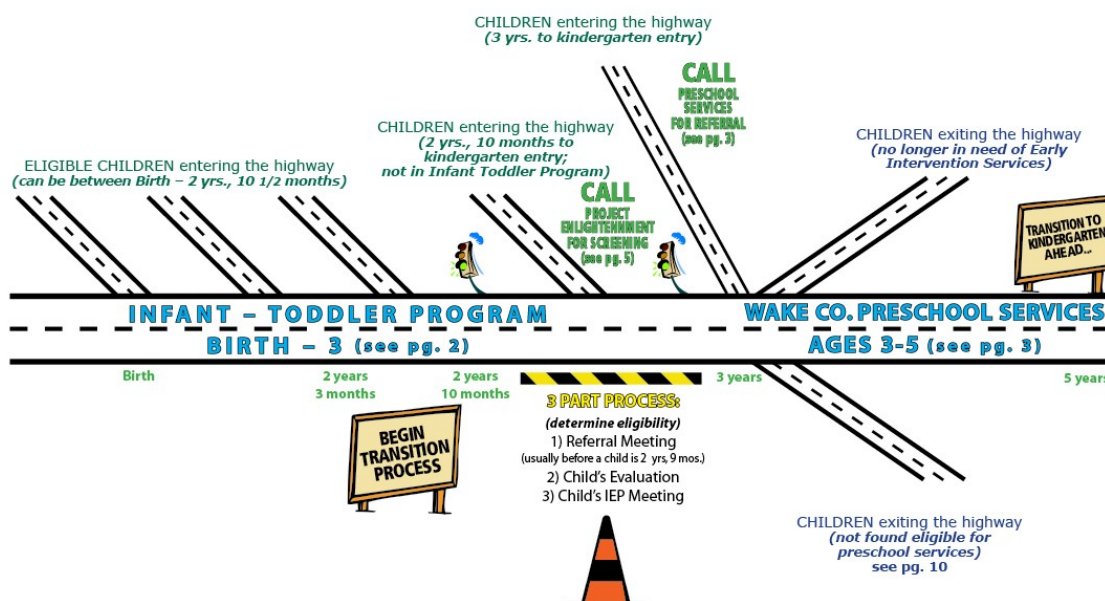 CHILDREN entering the highway
(3 yrs. to kindergarten entry)
CALL
PRESCHOOL
SERVICES
FOR REFERRAL
(see pg. 3)
CHILDREN entering the highway
(2 yrs., 10 months to
kindergarten entry;
not in Infant Toddler Program)
CHILDREN exiting the highway
(no longer in need of Early
Intervention Services)
ELIGIBLE CHILDREN entering the highway
(can be between Birth – 2 yrs., 10 1/2 months)
CALL
PROJECT
ENLIGHTENNMENT
FOR SCREENING
(see pg. 5)
TRANSITION TO
KINDERGARTEN
AHEAD...
INFANT – TODDLER PROGRAM
BIRTH – 3 (see pg. 2)
WAKE CO. PRESCHOOL SERVICES
AGES 3-5 (see pg. 3)
Birth
2 years
3 months
2 years
10 months
3 years
5 years
BEGIN
TRANSITION
PROCESS
3 PART PROCESS:
(determine eligibility)
1) Referral Meeting
(usually before a child is 2 yrs, 9 mos.)
2) Child's Evaluation
3) Child's IEP Meeting
CHILDREN exiting the highway
(not found eligible for
preschool services)
see pg. 10